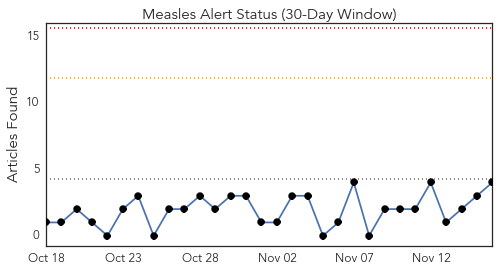 Measles Alert Status (30-Day Window)
Articles Found
15
10
5
0
Oct 18 Oct 23 Oct 28 Nov 02 Nov 07 Nov 12